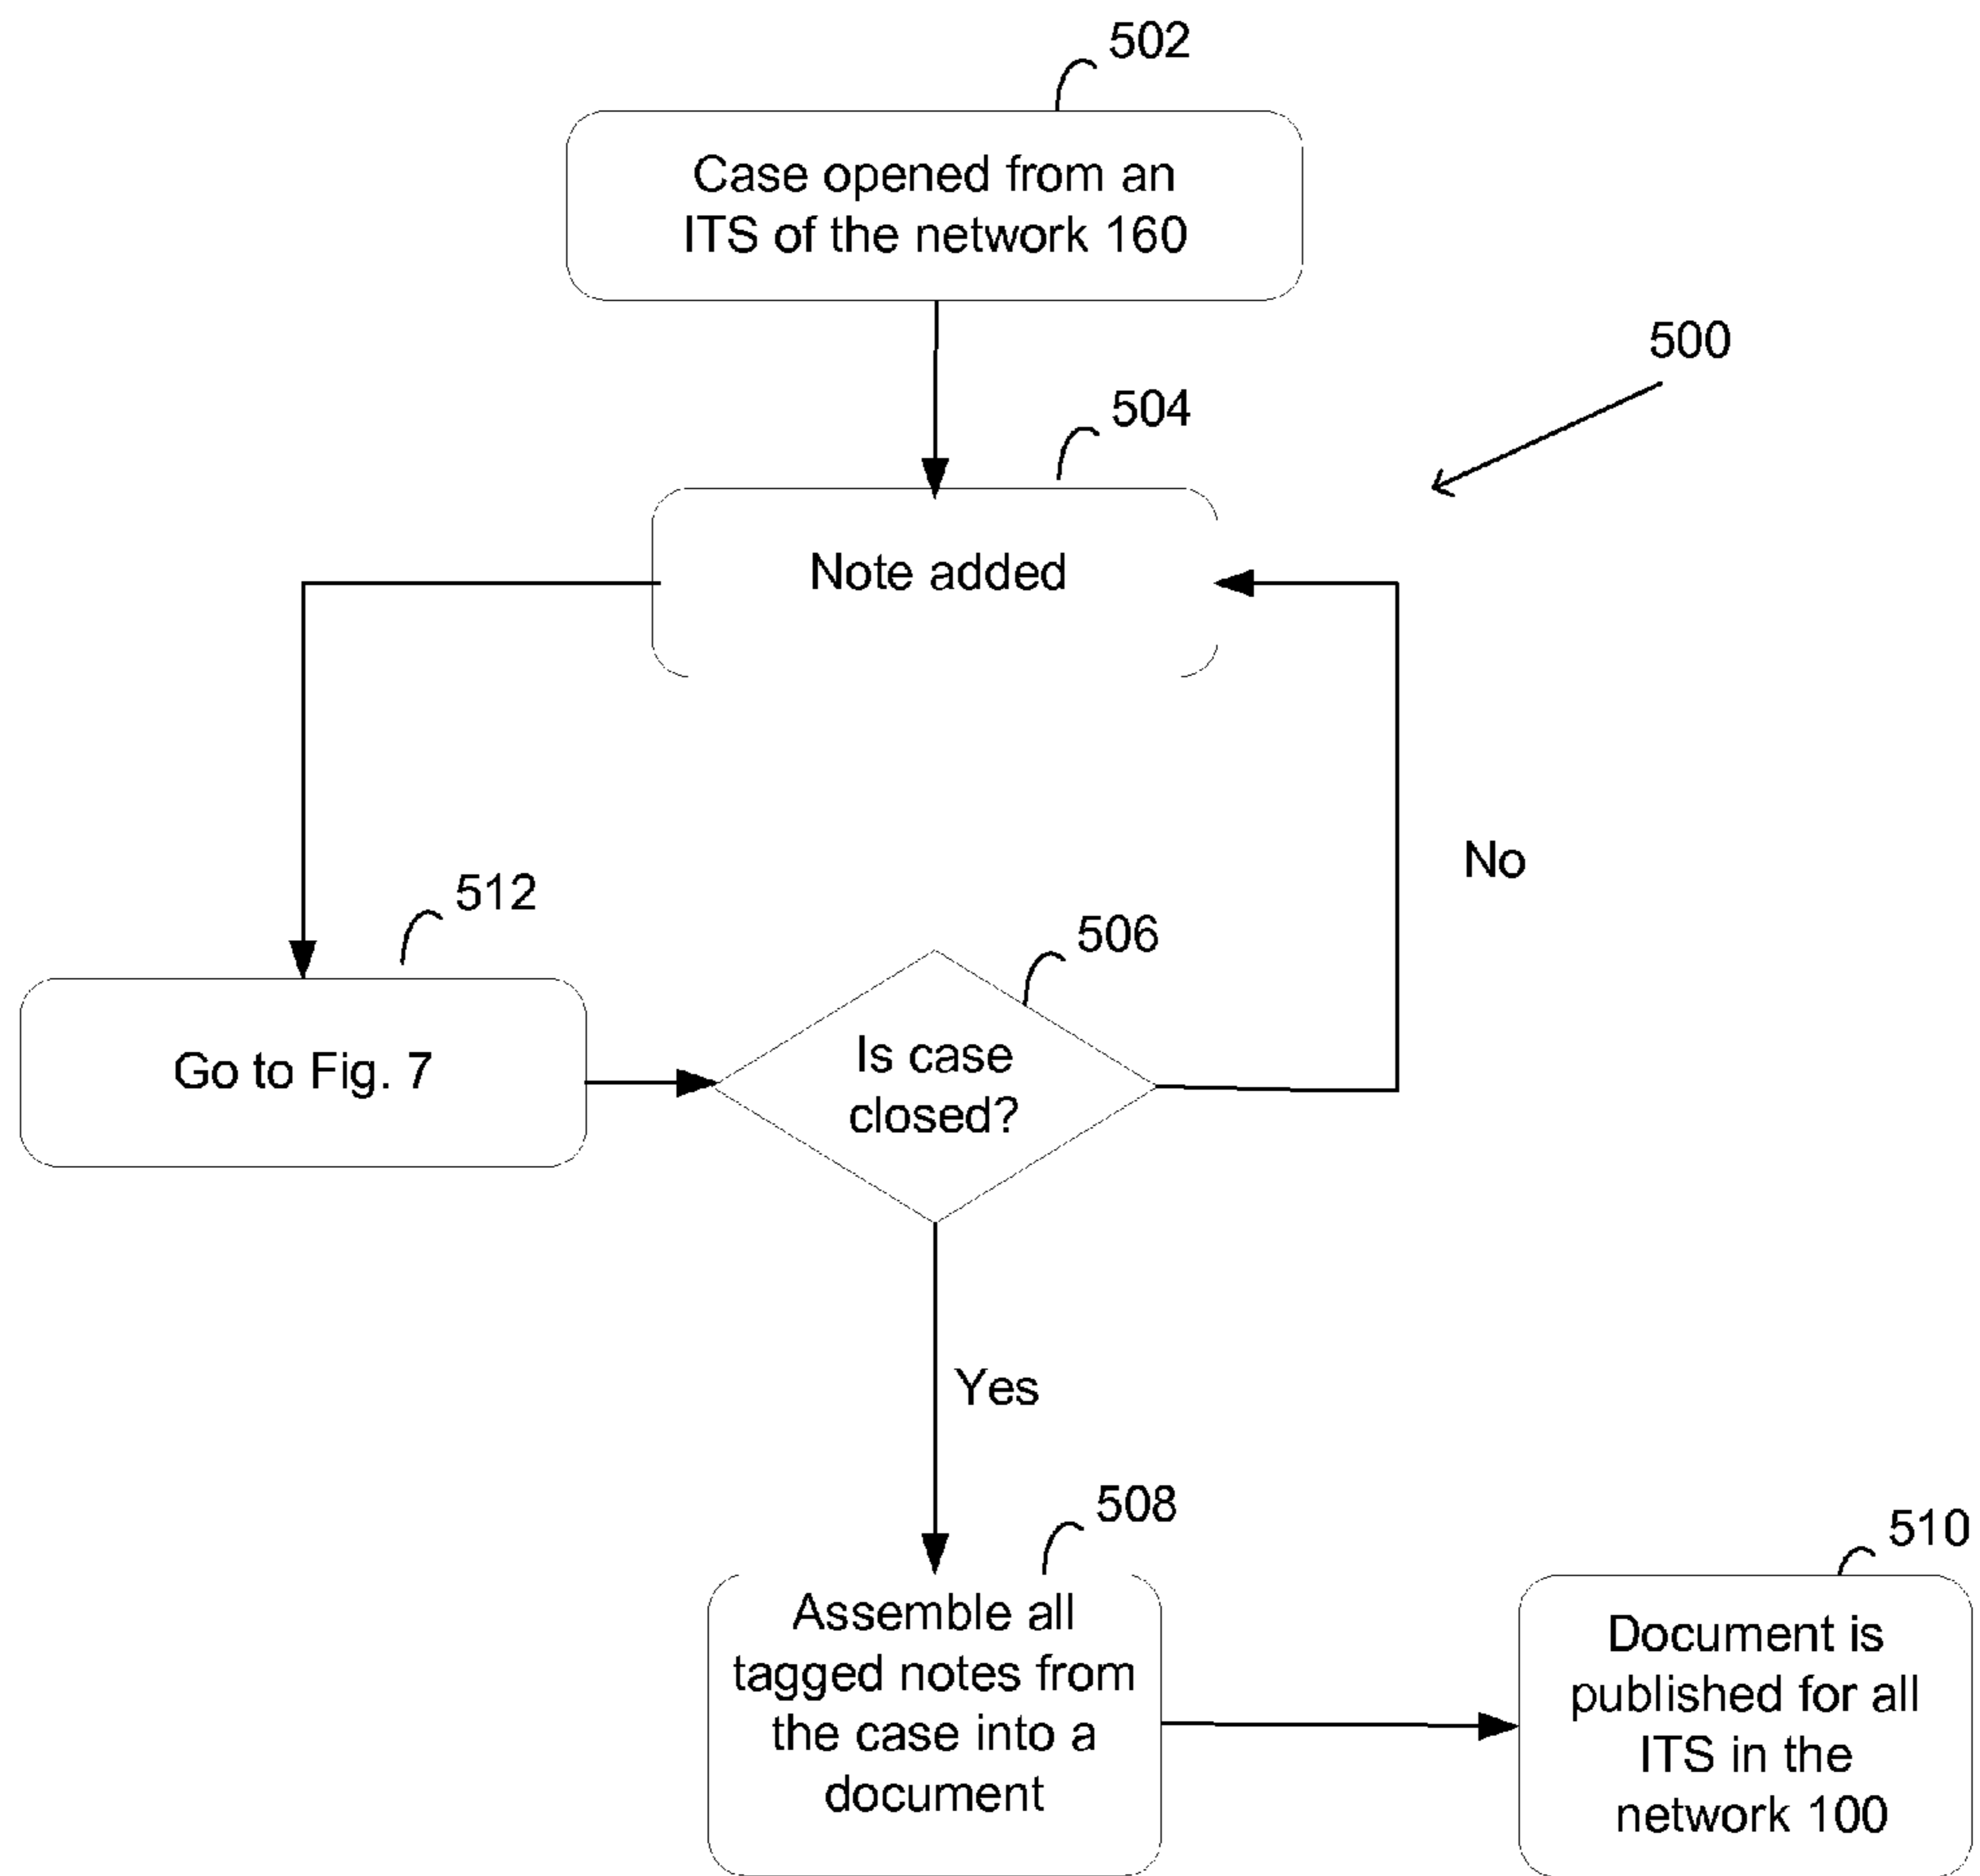 502
Case opened from an
ITS of the network 160
500
504
Note added
No
512
Go to Fig. 7
506
Is case
closed?
Yes
508
Assemble all
tagged notes from
the case into a
document
510
Document is
published for all
ITS in the
network 100